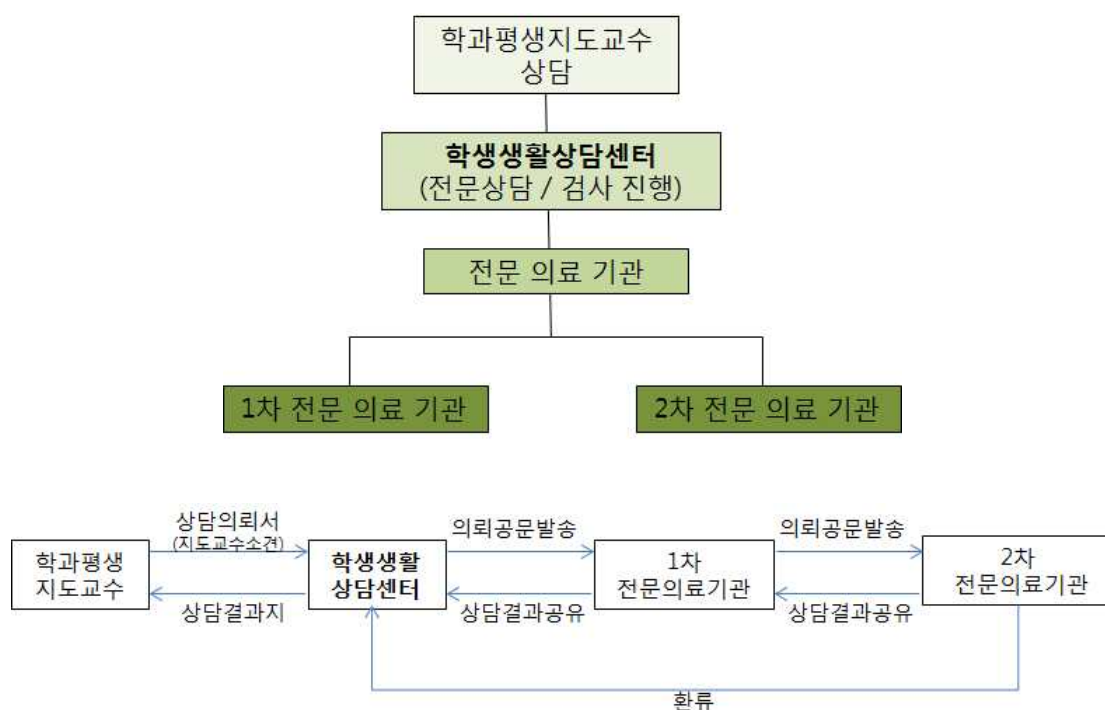 학과평생지도교수
상담
학생생활상담센터
(전문상담 / 검사 진행)
전문 의료 기관
1차 전문 의료 기관
2차 전문 의료 기관
상담의뢰서
(지도교수소견)
의뢰공문발송
의뢰공문발송
학과평생
지도교수
학생생활
상담센터
1차
전문의료기관
2차
전문의료기관
상담결과지
상담결과공유
상담결과공유
환류